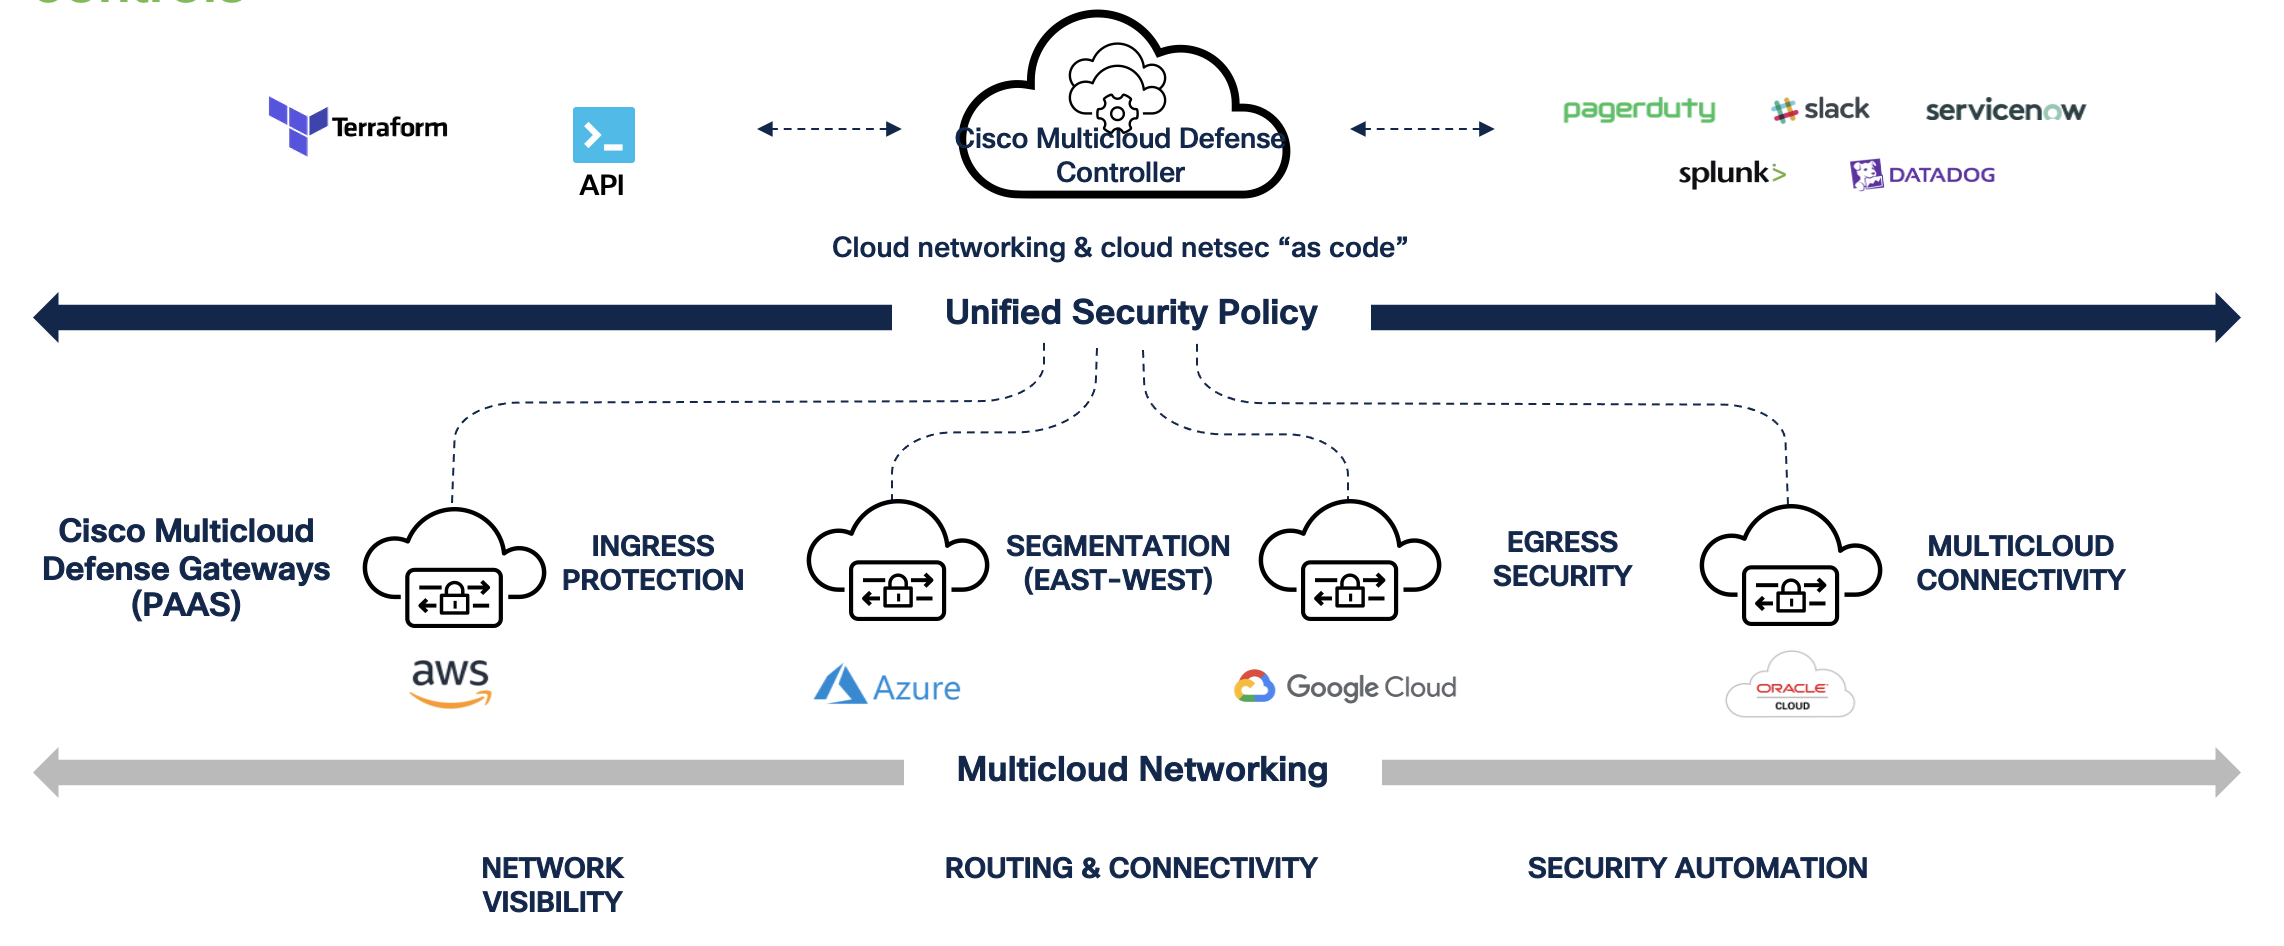 controls
Terraform
API
Cisco Multicloud Defense
Controller
pagerduty
slack
servicenow
splunk>
DATADOG
Cloud networking & cloud netsec “as code”
Unified Security Policy
Cisco Multicloud
Defense Gateways
(PAAS)
INGRESS
PROTECTION
SEGMENTATION
(EAST-WEST)
EGRESS
SECURITY
MULTICLOUD
CONNECTIVITY
aws
Azure
Google Cloud
ORACLE
CLOUD
Multicloud Networking
NETWORK
VISIBILITY
ROUTING & CONNECTIVITY
SECURITY AUTOMATION